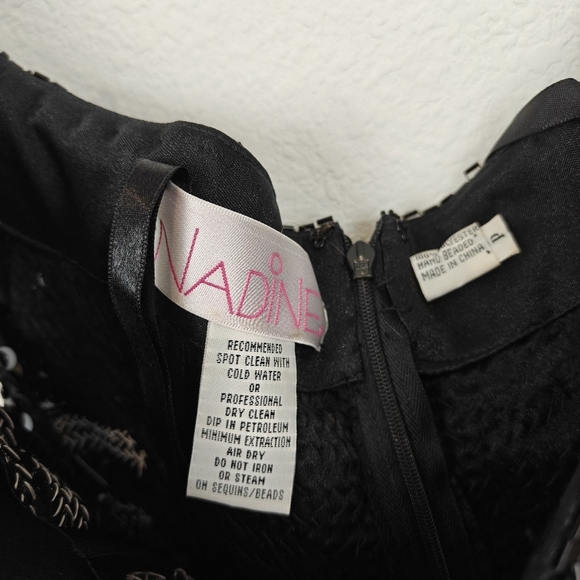 NADINE
RECOMMENDED
SPOT CLEAN WITH
COLD WATER
OR
PROFESSIONAL
DRY CLEAN
DIP IN PETROLEUM
MINIMUM EXTRACTION
AIR DRY
DO NOT IRON
OR STEAM
ON SEQUINS/BEADS
HAND BEADED
MADE IN CHINA
P